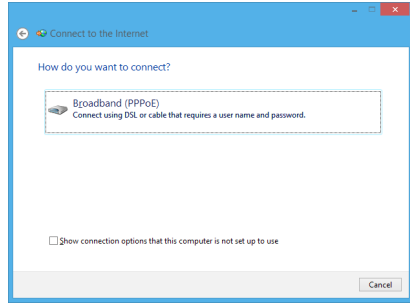 Connect to the Internet
How do you want to connect?
Broadband (PPPoE)
Connect using DSL or cable that requires a user name and password.
Show connection options that this computer is not set up to use
Cancel